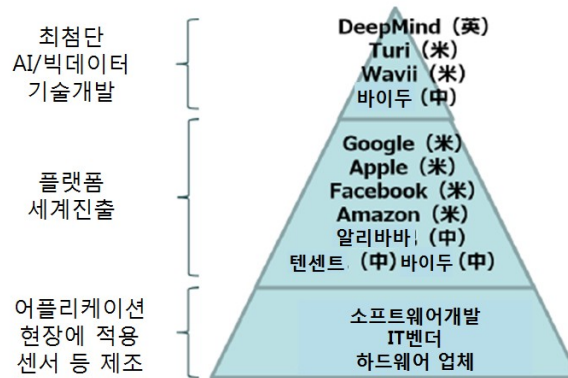 최첨단
AI/빅데이터
기술개발
DeepMind (英)
Turi (米)
Wavii (米)
바이두 (中)
플랫폼
세계진출
Google (米)
Apple (米)
Facebook (米)
Amazon (米)
알리바바 (中)
텐센트 (中) 바이두 (中)
어플리케이션
현장에 적용
센서 등 제조
소프트웨어개발
IT벤더
하드웨어 업체